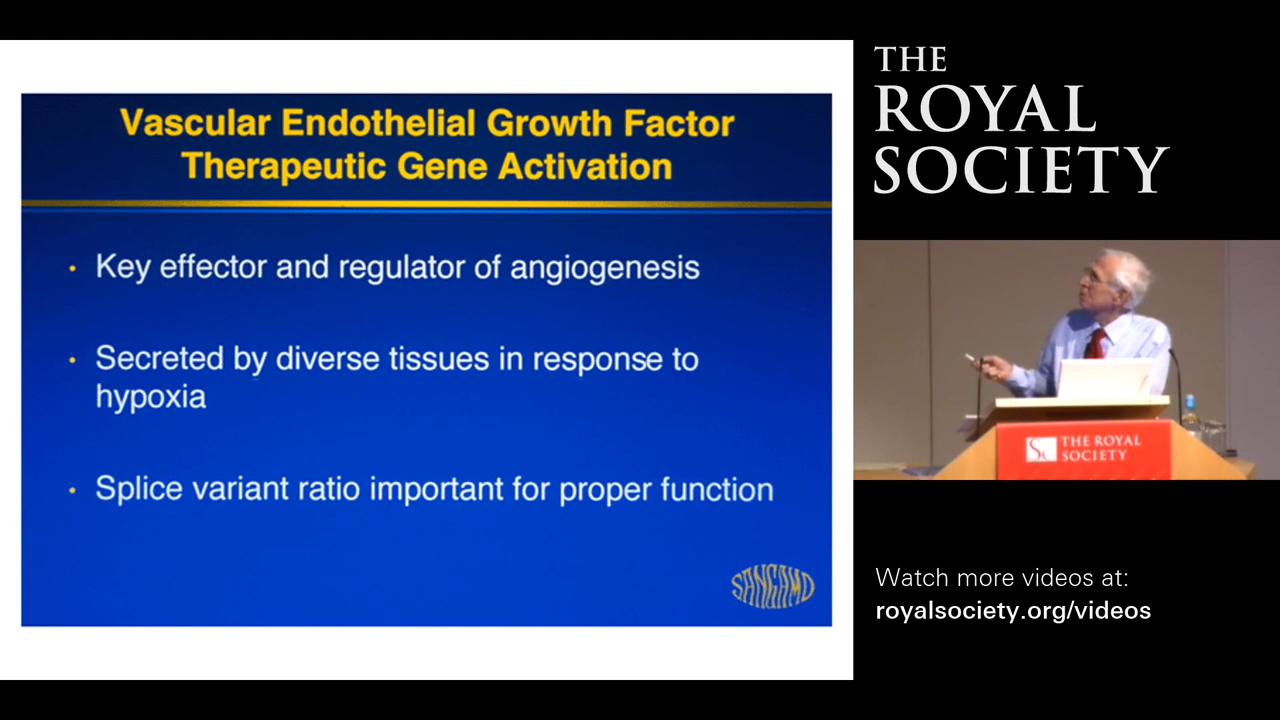 Vascular Endothelial Growth Factor
Therapeutic Gene Activation
• Key effector and regulator of angiogenesis
• Secreted by diverse tissues in response to
hypoxia
• Splice variant ratio important for proper function
SANGAMO
THE
ROYAL
SOCIETY
THE ROYAL
SOCIETY
Watch more videos at:
royalsociety.org/videos